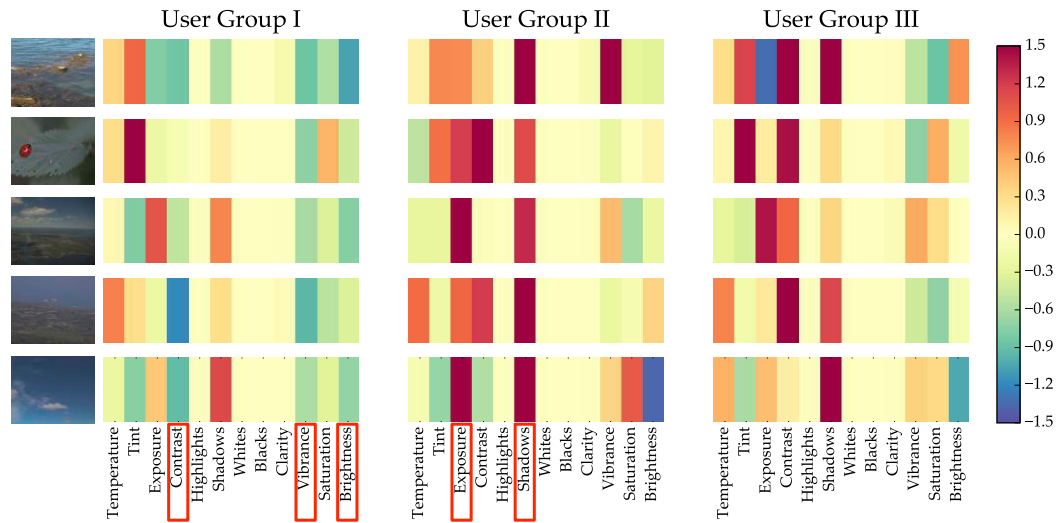 User Group I
User Group II
User Group III
1.5
1.2
0.9
0.6
0.3
0.0
−0.3
−0.6
−0.9
−1.2
−1.5
Temperature
Tint
Exposure
Contrast
Highlights
Shadows
Whites
Blacks
Clarity
Vibrance
Saturation
Brightness
Temperature
Tint
Exposure
Contrast
Highlights
Shadows
Whites
Blacks
Clarity
Vibrance
Saturation
Brightness
Temperature
Tint
Exposure
Contrast
Highlights
Shadows
Whites
Blacks
Clarity
Vibrance
Saturation
Brightness